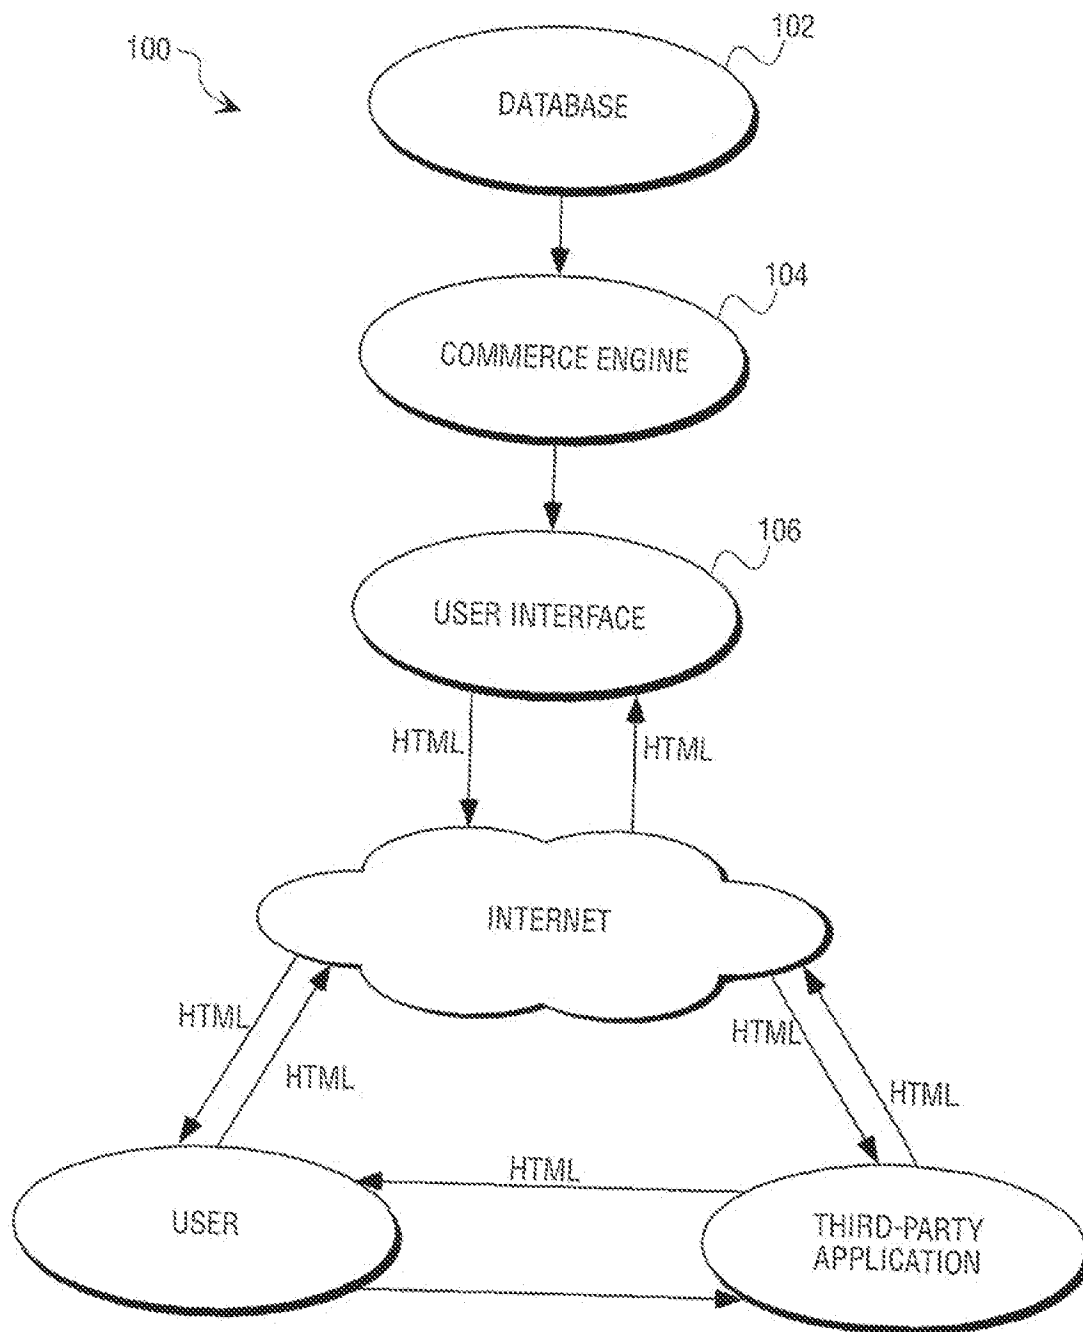 102
100
DATABASE
104
COMMERCE ENGINE
106
USER INTERFACE
HTML
HTML
INTERNET
HTML
HTML
HTML
HTML
HTML
USER
THIRD-PARTY
APPLICATION